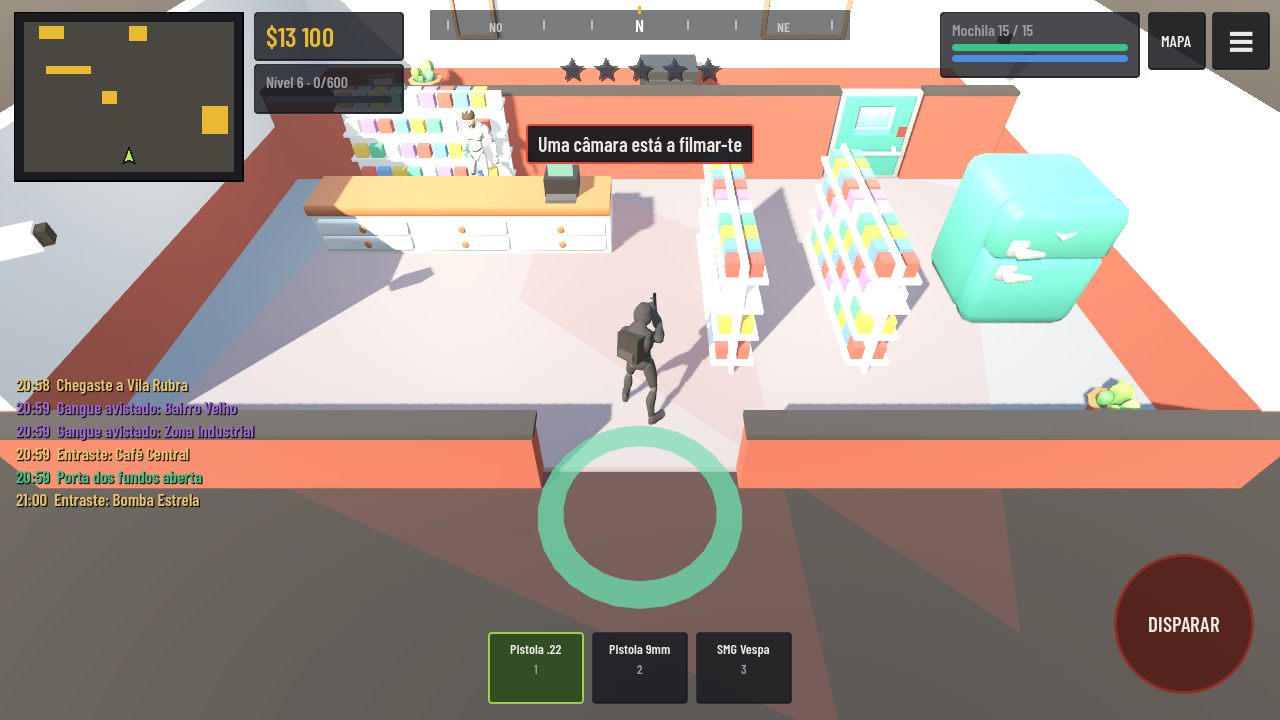 $13 100
Nível 6 · 0/600
NO
N
NE
Mochila 15 / 15
MAPA
Uma câmara está a filmar-te
20:58 Chegaste a Vila Rubra
20:59 Gangue avistado: Bairro Velho
20:59 Gangue avistado: Zona Industrial
20:59 Entraste: Café Central
20:59 Porta dos fundos aberta
21:00 Entraste: Bomba Estrela
Pistola .22
1
Pistola 9mm
2
SMG Vespa
3
DISPARAR